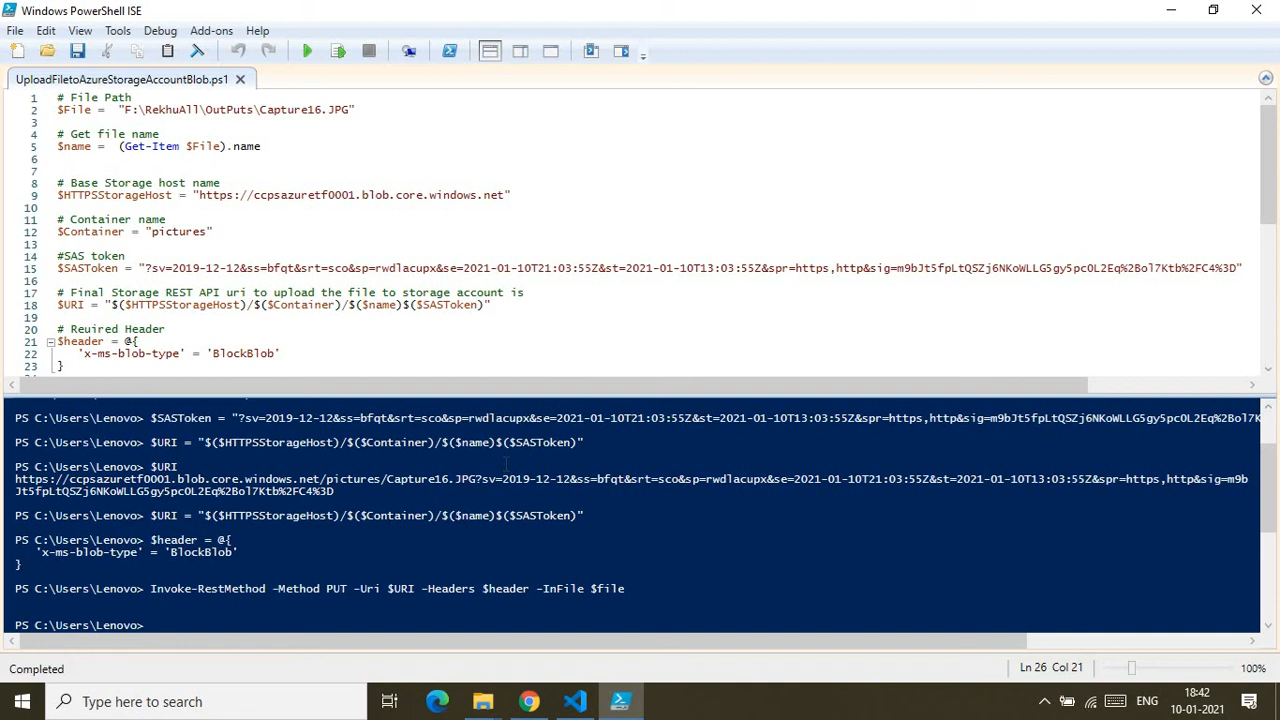 Windows PowerShell ISE
File Edit View Tools Debug Add-ons Help
UploadFiletoAzureStorageAccountBlob.ps1
1 # File Path
2 $File = "F:\RekhuAll\OutPuts\Capture16.JPG"
3
4 # Get file name
5 $name = (Get-Item $File).name
6
7
8 # Base Storage host name
9 $HTTPSStorageHost = "https://ccpsazuretf0001.blob.core.windows.net"
10
11 # Container name
12 $Container = "pictures"
13
14 #SAS token
15 $SASToken = "?sv=2019-12-12&ss=bfqt&srt=sco&sp=rwdlacupx&se=2021-01-10T21:03:55Z&st=2021-01-10T13:03:55Z&spr=https,http&sig=m9bJt5fpLtQSZj6NKoWLLG5gy5pcOL2Eq%2Bol7Ktb%2FC4%3D"
16
17 # Final Storage REST API uri to upload the file to storage account is
18 $URI = "$($HTTPSStorageHost)/$($Container)/$($name)$($SASToken)"
19
20 # Reuired Header
21 $header = @{
22 'x-ms-blob-type' = 'BlockBlob'
23 }
PS C:\Users\Lenovo> $SASToken = "?sv=2019-12-12&ss=bfqt&srt=sco&sp=rwdlacupx&se=2021-01-10T21:03:55Z&st=2021-01-10T13:03:55Z&spr=https,http&sig=m9bJt5fpLtQSZj6NKoWLLG5gy5pcOL2Eq%2Bol7K
PS C:\Users\Lenovo> $URI = "$($HTTPSStorageHost)/$($Container)/$($name)$($SASToken)"
PS C:\Users\Lenovo> $URI
https://ccpsazuretf0001.blob.core.windows.net/pictures/Capture16.JPG?sv=2019-12-12&ss=bfqt&srt=sco&sp=rwdlacupx&se=2021-01-10T21:03:55Z&st=2021-01-10T13:03:55Z&spr=https,http&sig=m9b
Jt5fpLtQSZj6NKoWLLG5gy5pcOL2Eq%2Bol7Ktb%2FC4%3D
PS C:\Users\Lenovo> $URI = "$($HTTPSStorageHost)/$($Container)/$($name)$($SASToken)"
PS C:\Users\Lenovo> $header = @{
'x-ms-blob-type' = 'BlockBlob'
}
PS C:\Users\Lenovo> Invoke-RestMethod -Method PUT -Uri $URI -Headers $header -InFile $file
PS C:\Users\Lenovo>
Completed Ln 26 Col 21 100%
Type here to search ENG 18:42
10-01-2021